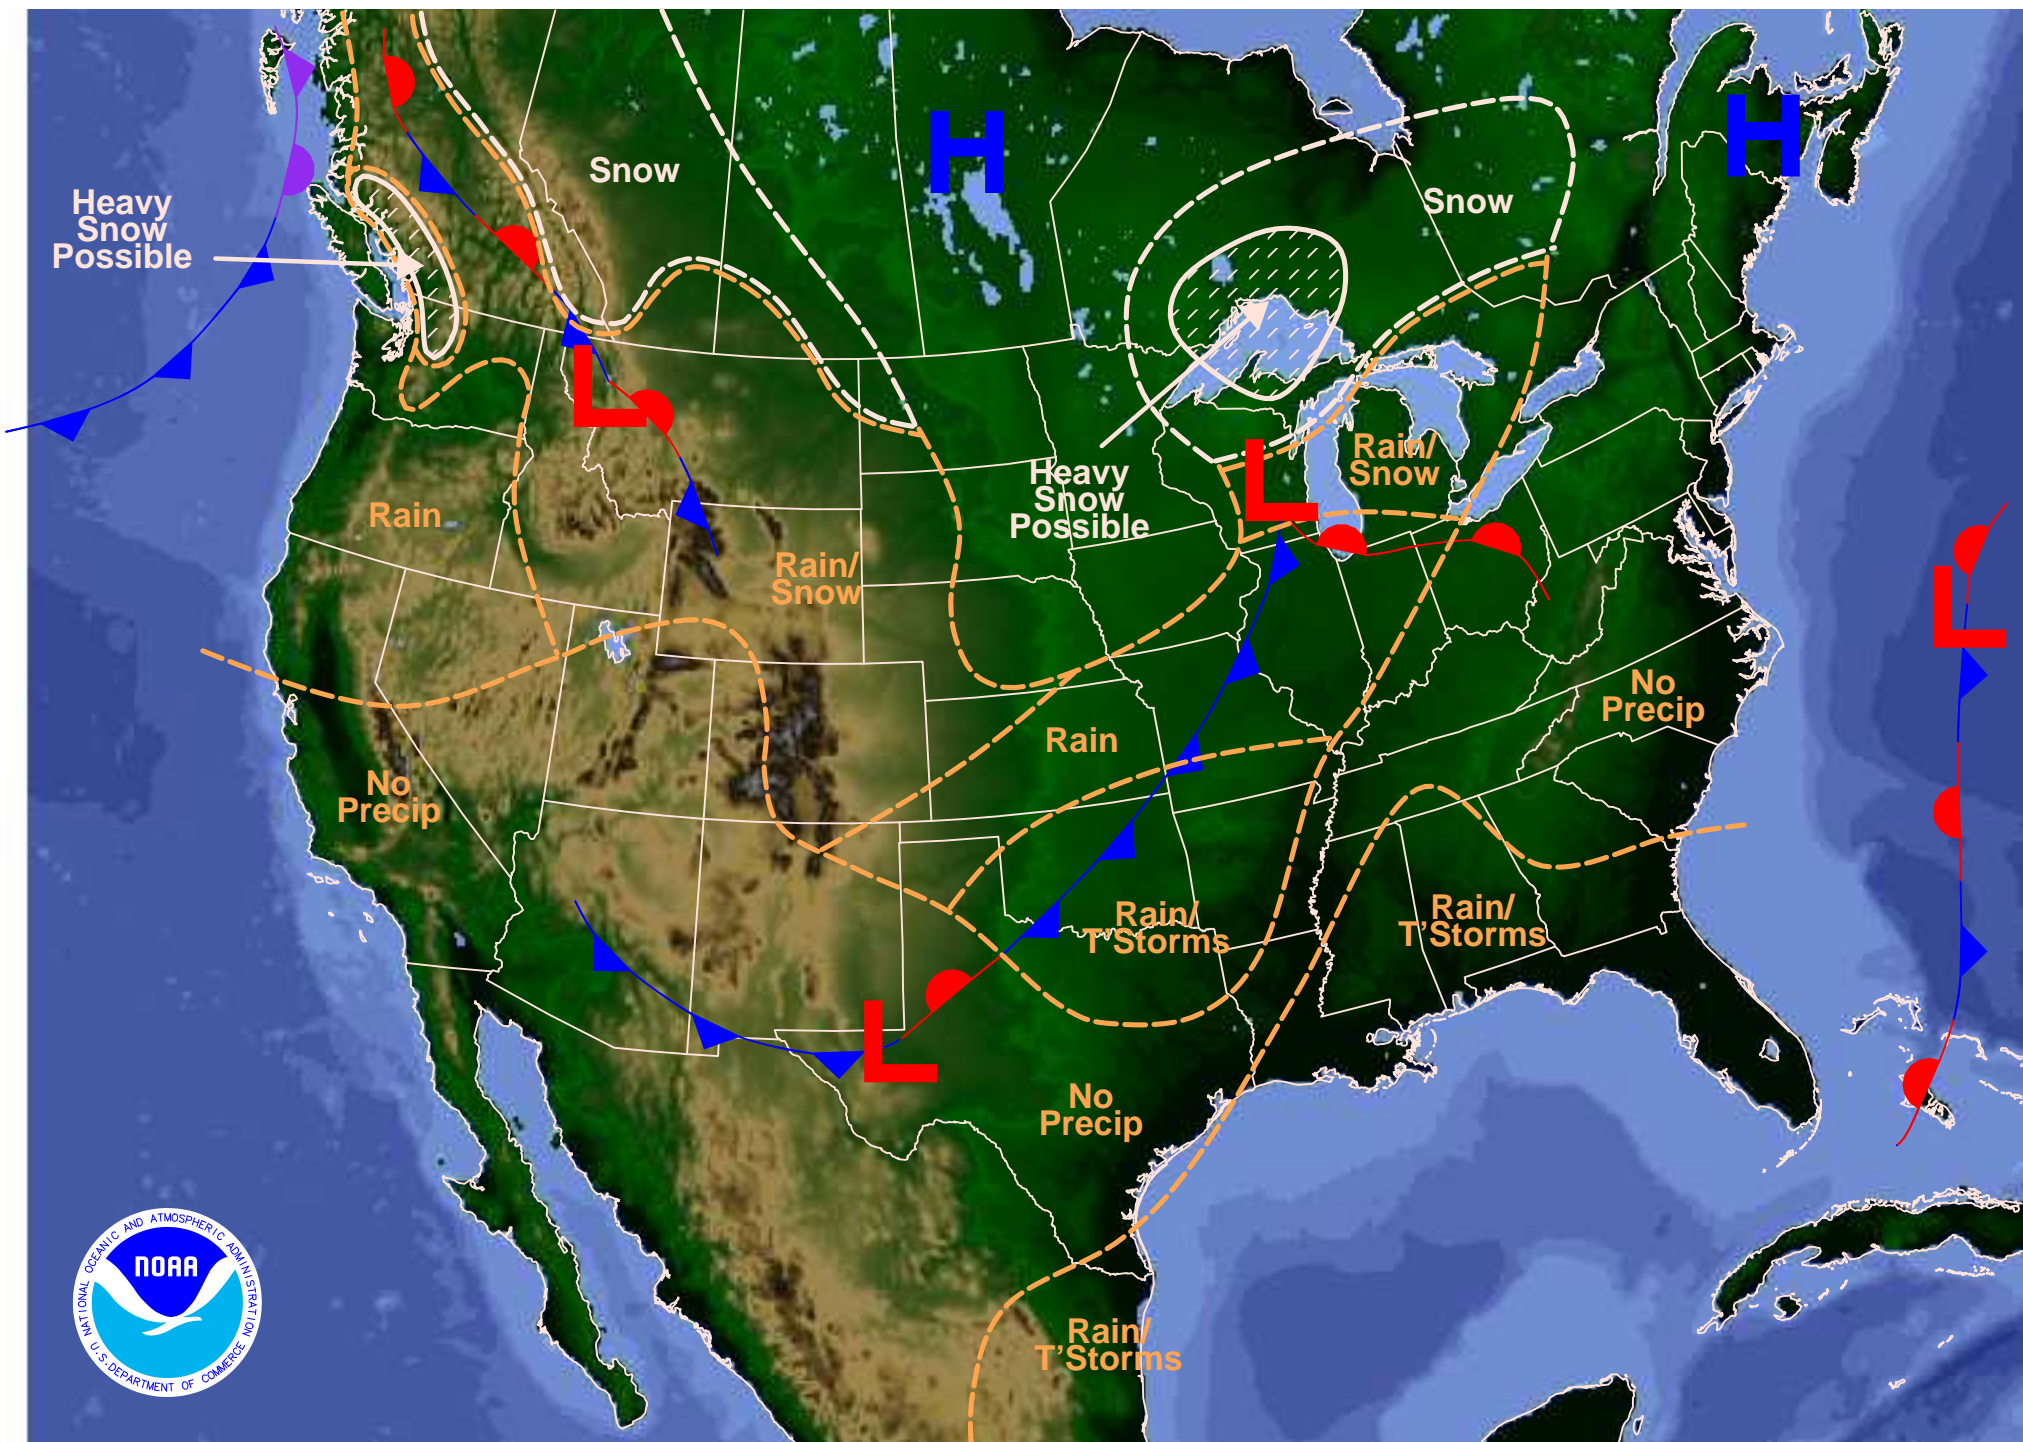 H
H
Snow
Heavy
Snow
Possible
Snow
L
L
Rain/
Snow
Heavy
Snow
Possible
Rain
Rain/
Snow
L
No
Precip
Rain
No
Precip
Rain/
T'Storms
Rain/
T'Storms
L
No
Precip
Rain/
T'Storms
NATIONAL OCEANIC AND ATMOSPHERIC ADMINISTRATION
NOAA
U.S. DEPARTMENT OF COMMERCE